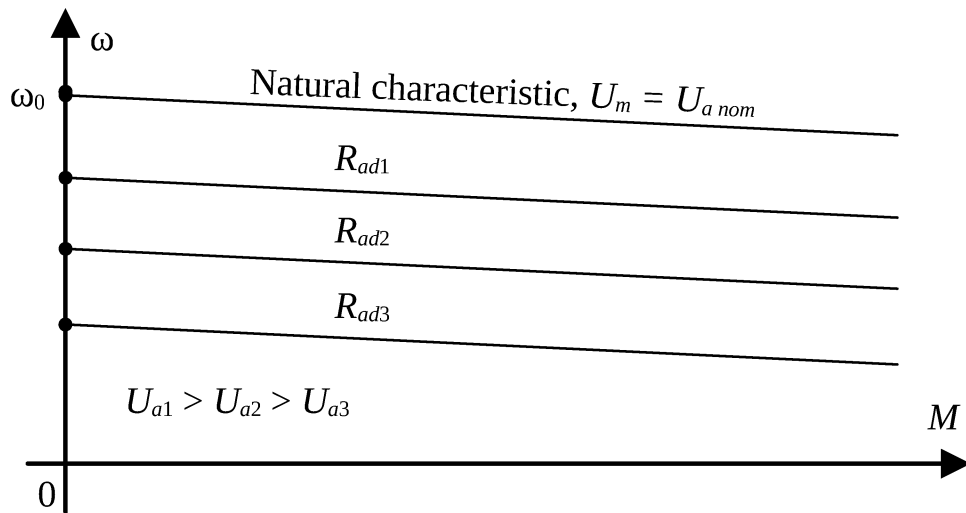 ω
ω0
Natural characteristic, Um = Ua nom
Rad1
Rad2
Rad3
Ua1 > Ua2 > Ua3
M
0